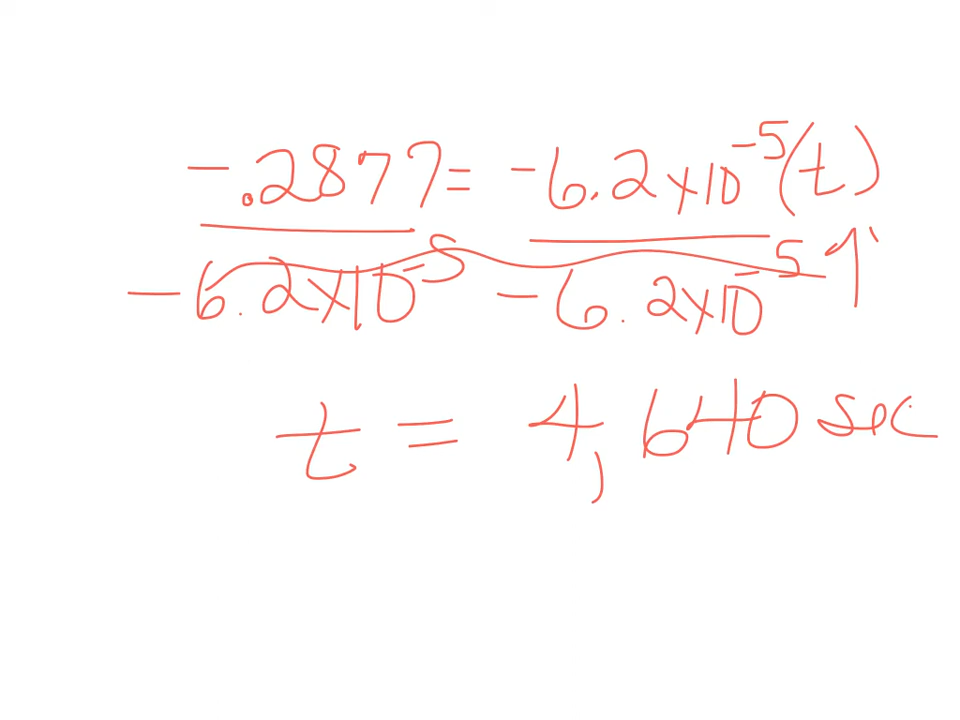 -.2877 = -6.2x10^-5(t)
-6.2x10^-5 -6.2x10^-5
t = 4,640 sec